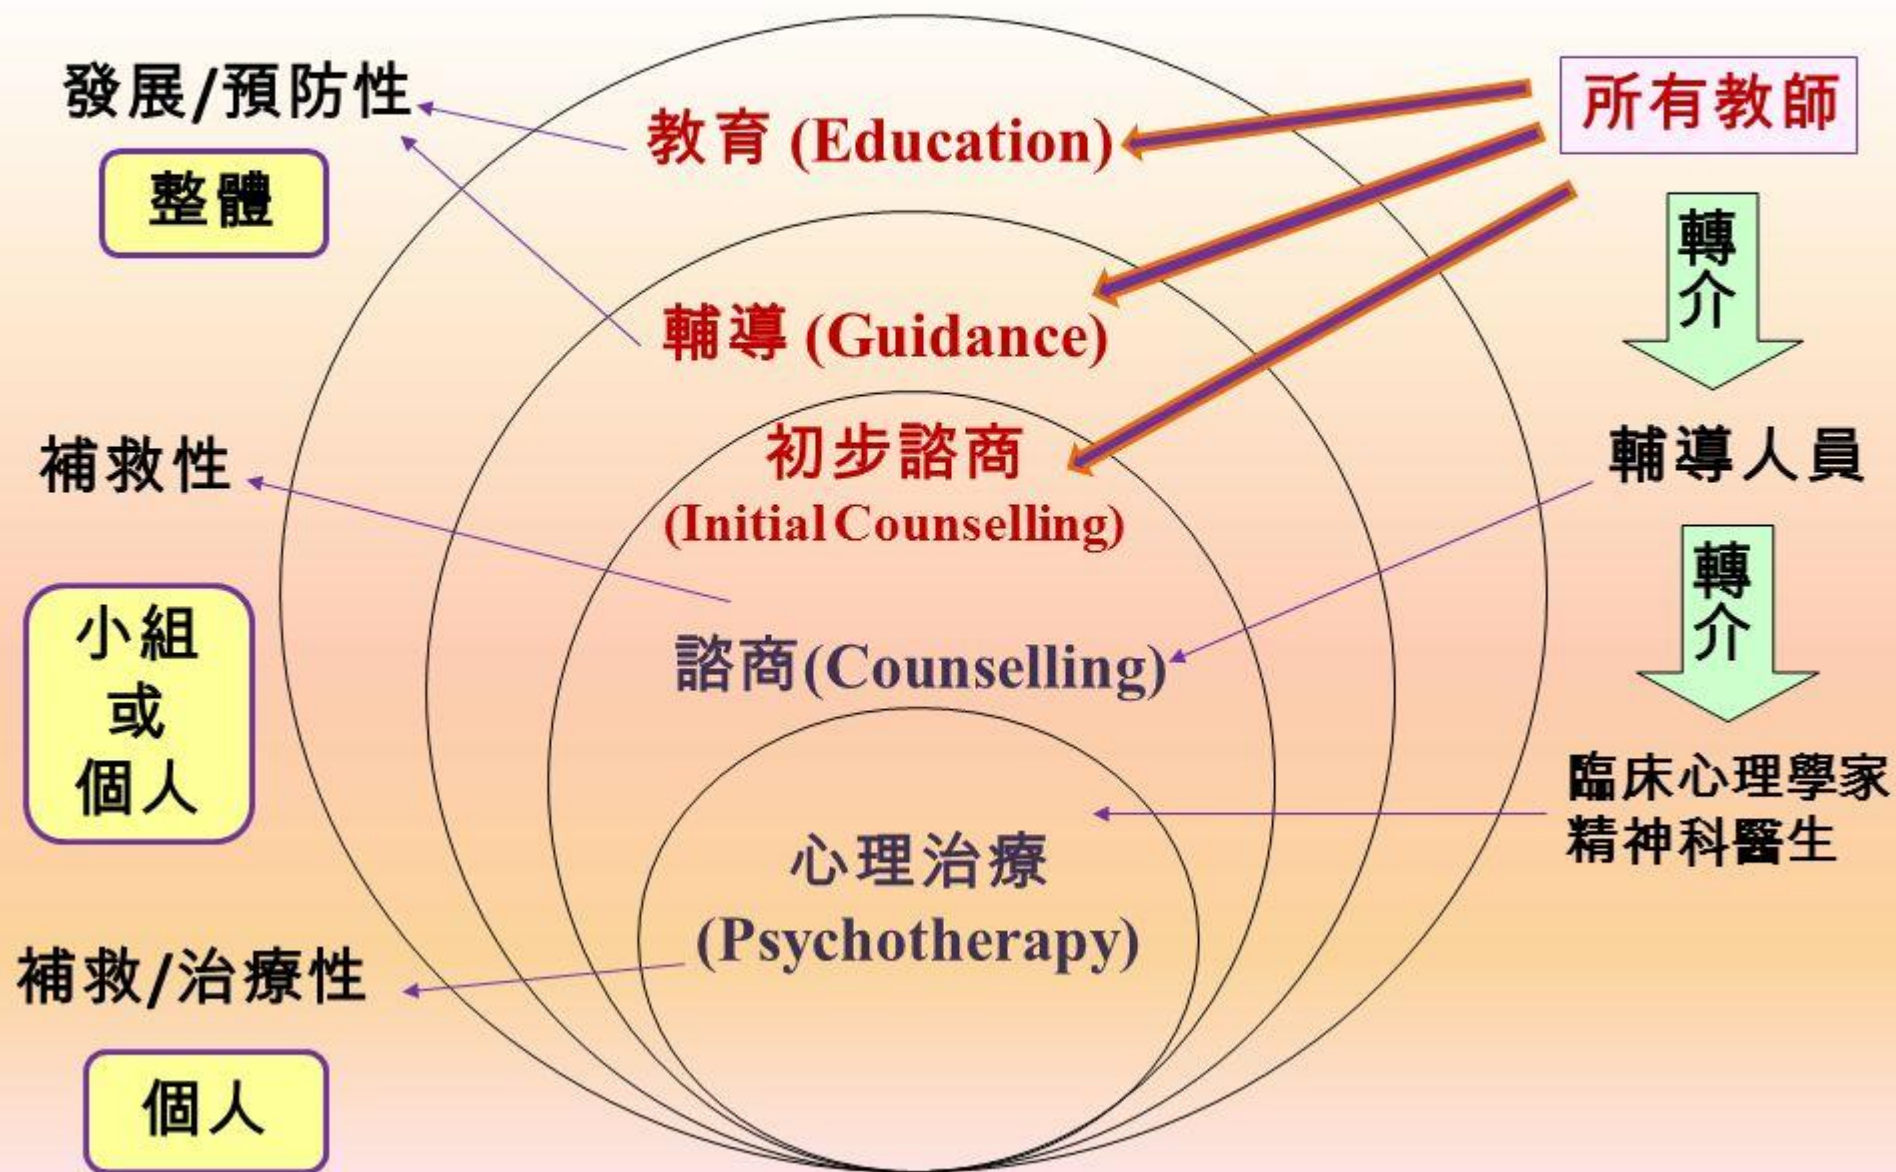 發展/預防性
整體
教育 (Education)
所有教師
輔導 (Guidance)
轉
介
補救性
初步諮商
(Initial Counselling)
輔導人員
小組
或
個人
諮商(Counselling)
轉
介
心理治療
(Psychotherapy)
臨床心理學家
精神科醫生
補救/治療性
個人